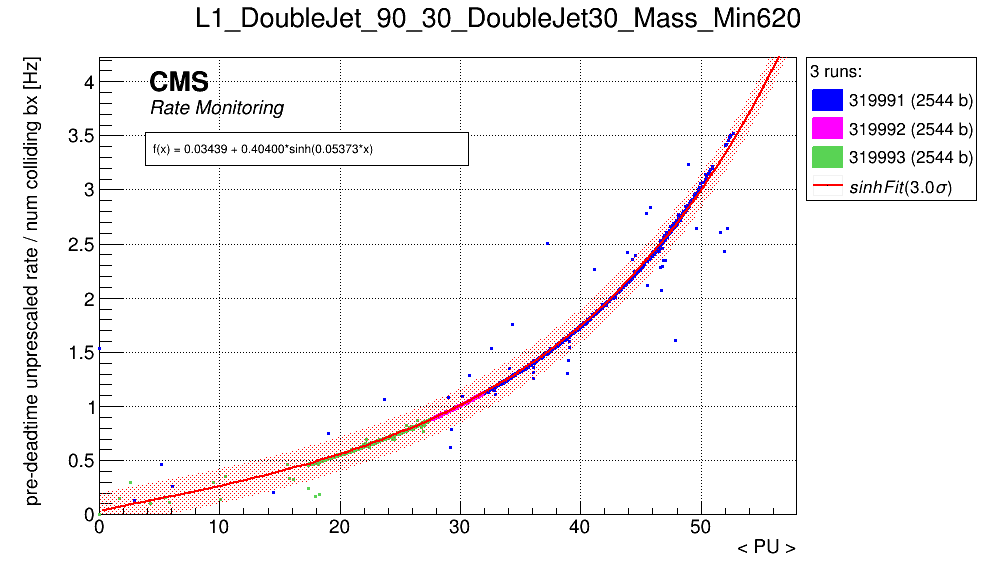 L1_DoubleJet_90_30_DoubleJet30_Mass_Min620
pre-deadtime unprescaled rate / num colliding bx [Hz]
CMS
Rate Monitoring
f(x) = 0.03439 + 0.40400*sinh(0.05373*x)
3 runs:
319991 (2544 b)
319992 (2544 b)
319993 (2544 b)
sinhFit(3.0σ)
4
3.5
3
2.5
2
1.5
1
0.5
0
0 10 20 30 40 50
< PU >